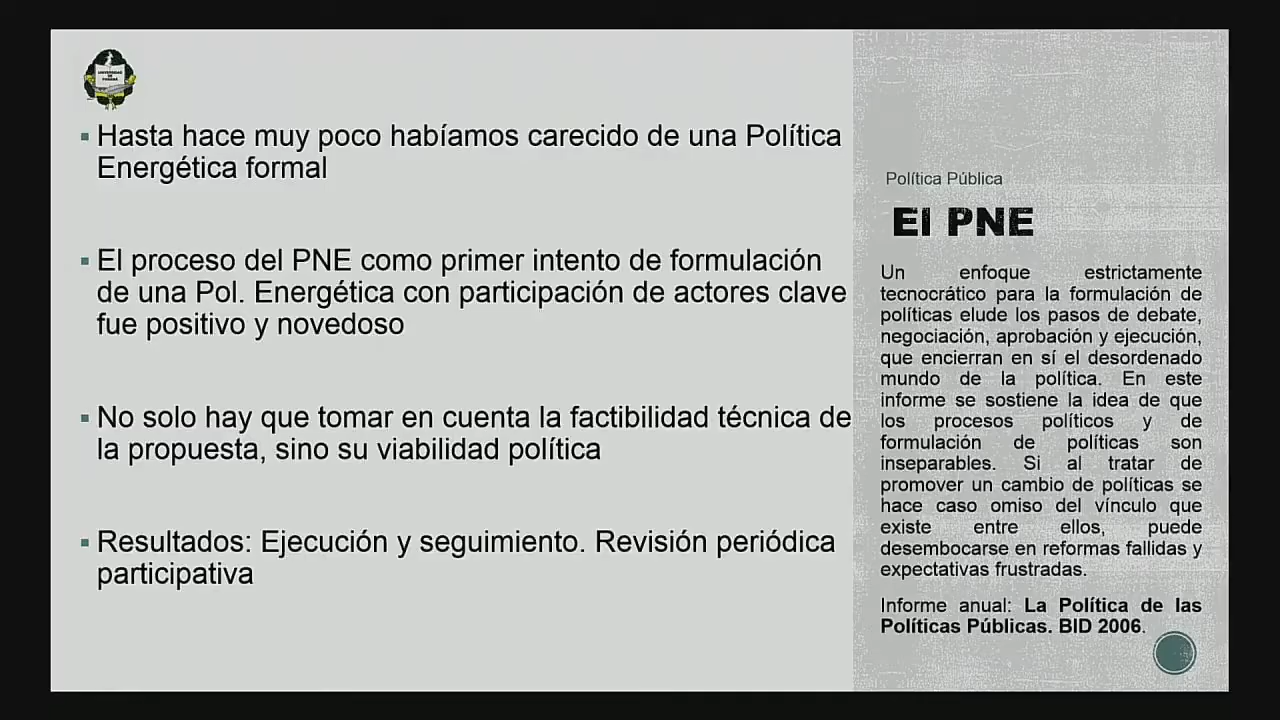 UNIVERSIDAD
DE
PANAMÁ
Hasta hace muy poco habíamos carecido de una Política
Energética formal
El proceso del PNE como primer intento de formulación
de una Pol. Energética con participación de actores clave
fue positivo y novedoso
No solo hay que tomar en cuenta la factibilidad técnica de
la propuesta, sino su viabilidad política
Resultados: Ejecución y seguimiento. Revisión periódica
participativa
Política Pública
El PNE
Un enfoque estrictamente
tecnocrático para la formulación de
políticas elude los pasos de debate,
negociación, aprobación y ejecución,
que encierran en sí el desordenado
mundo de la política. En este
informe se sostiene la idea de que
los procesos políticos y de
formulación de políticas son
inseparables. Si al tratar de
promover un cambio de políticas se
hace caso omiso del vínculo que
existe entre ellos, puede
desembocarse en reformas fallidas y
expectativas frustradas.
Informe anual: La Política de las
Políticas Públicas. BID 2006.